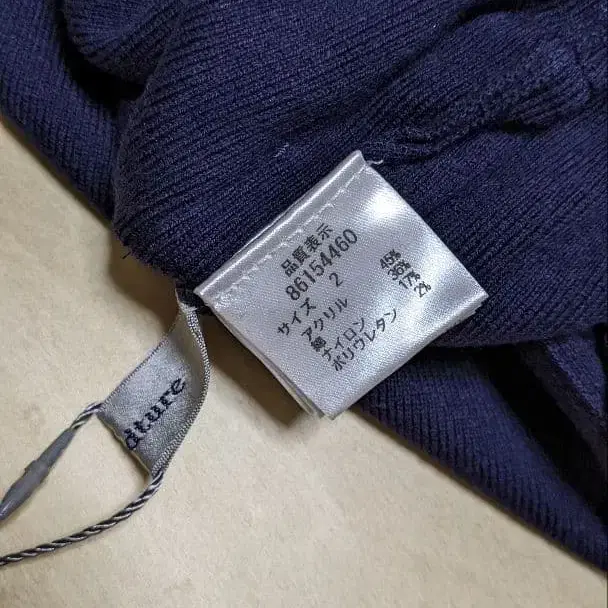 品質表示
86154460
サイズ 2
アクリル 45%
綿 36%
ナイロン 17%
ポリウレタン 2%
dture